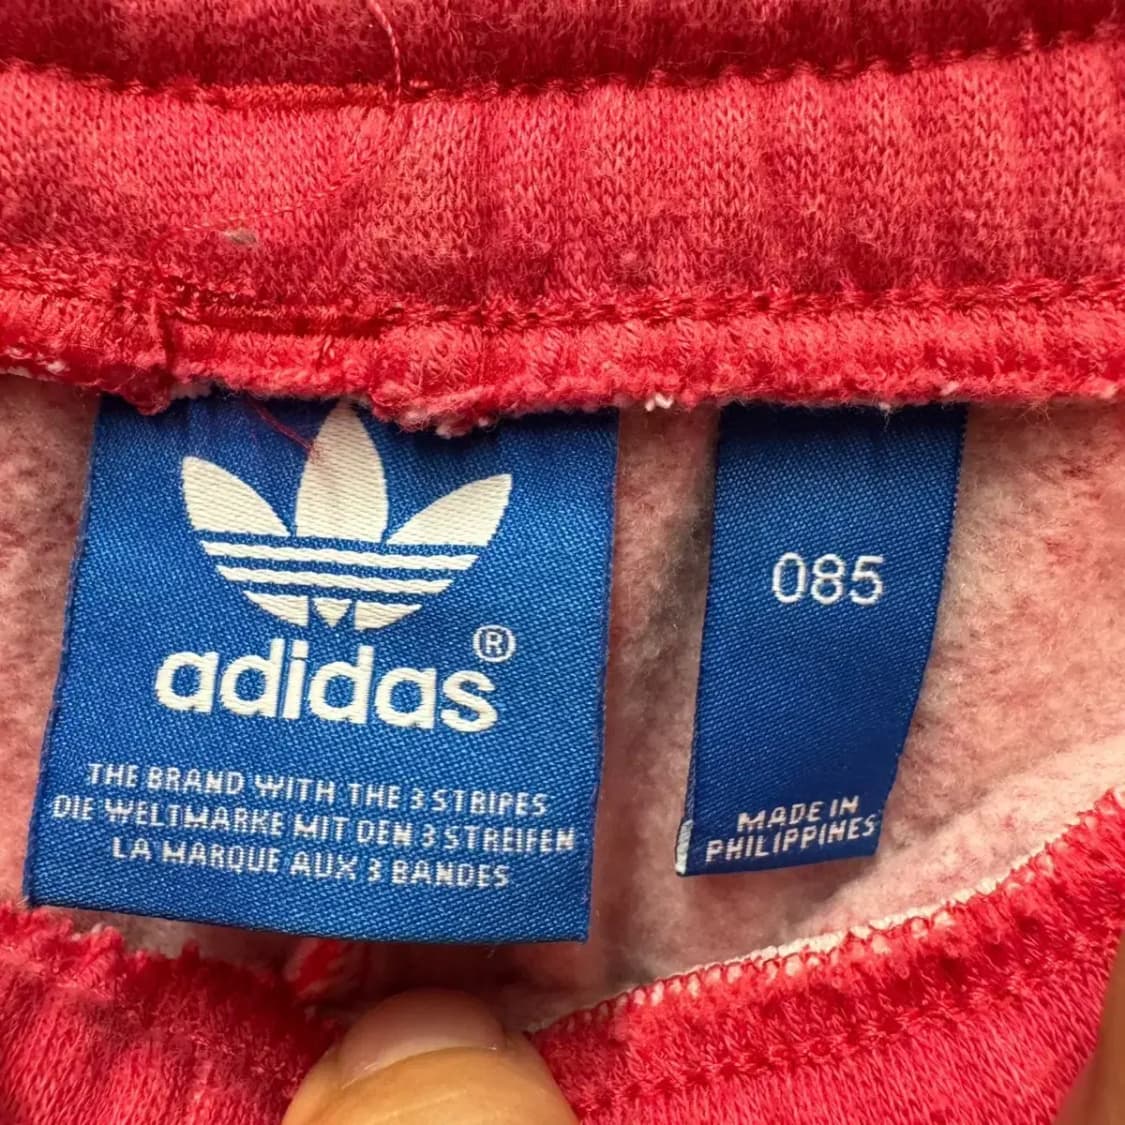 adidas®
THE BRAND WITH THE 3 STRIPES
DIE WELTMARKE MIT DEN 3 STREIFEN
LA MARQUE AUX 3 BANDES
085
MADE IN
PHILIPPINES